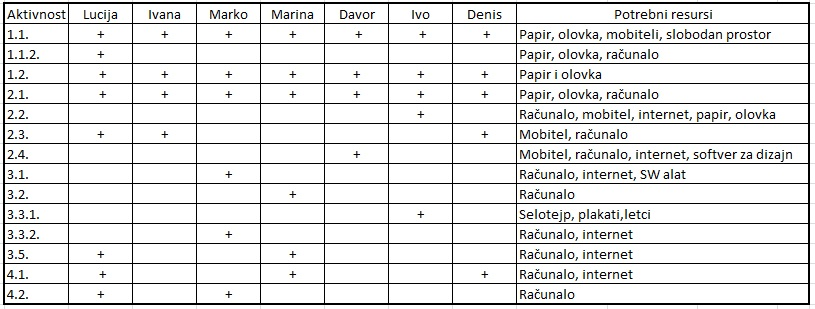 Aktivnost Lucija Ivana Marko Marina Davor Ivo Denis Potrebni resursi
1.1. + + + + + + + Papir, olovka, mobiteli, slobodan prostor
1.1.2. + Papir, olovka, računalo
1.2. + + + + + + + Papir i olovka
2.1. + + + + + + + Papir, olovka, računalo
2.2. + Računalo, mobitel, internet, papir, olovka
2.3. + + + Mobitel, računalo
2.4. + Mobitel, računalo, internet, softver za dizajn
3.1. + Računalo, internet, SW alat
3.2. + Računalo
3.3.1. + Selotejp, plakati,letci
3.3.2. + Računalo, internet
3.5. + + Računalo, internet
4.1. + + + Računalo, internet
4.2. + + Računalo